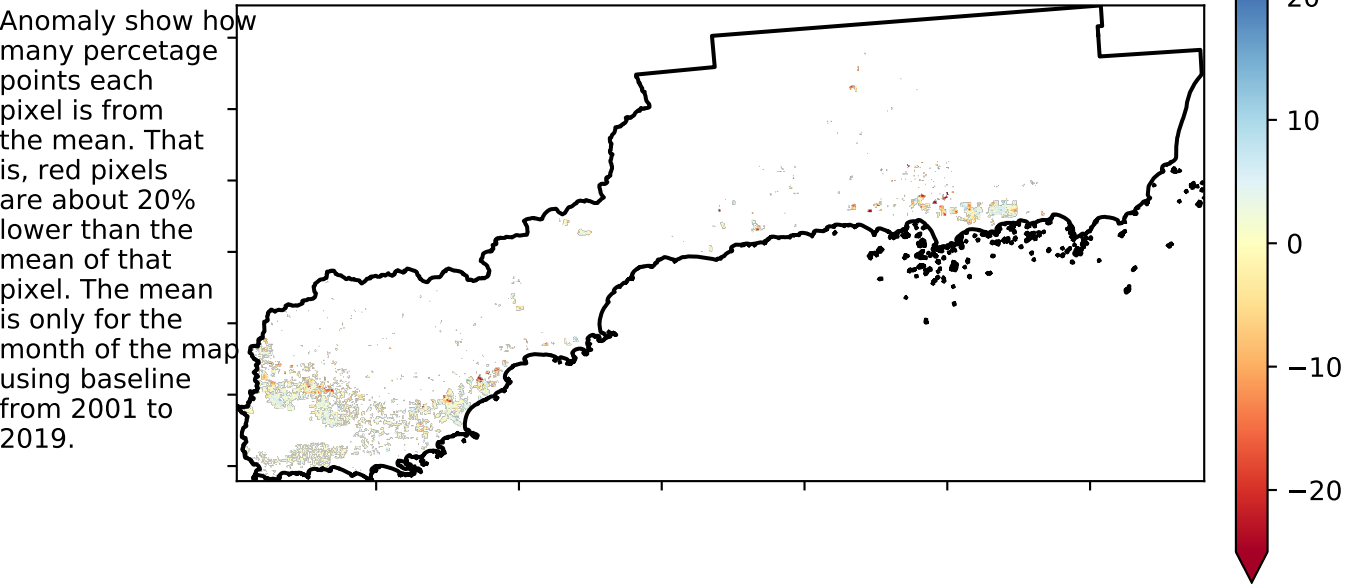 Anomaly show how
many percetage
points each
pixel is from
the mean. That
is, red pixels
are about 20%
lower than the
mean of that
pixel. The mean
is only for the
month of the map
using baseline
from 2001 to
2019.
20
10
0
−10
−20